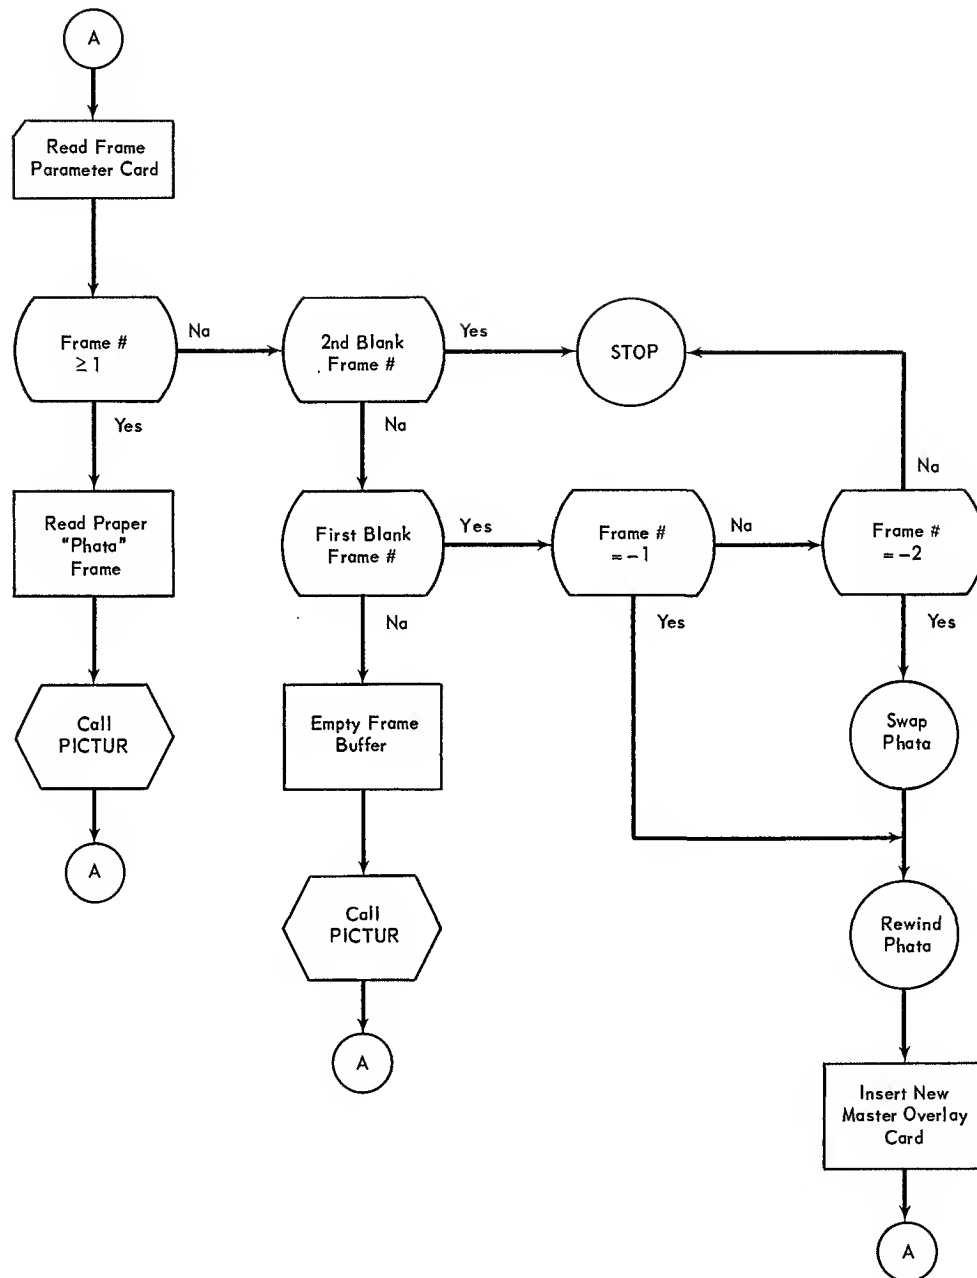 A
Read Frame
Parameter Card
Frame #
≥ 1
Na
2nd Blank
Frame #
Yes
STOP
Yes
Na
Na
Read Praper
"Phata"
Frame
First Blank
Frame #
Yes
Frame #
= -1
Na
Frame #
= -2
Na
Yes
Yes
Call
PICTUR
Empty Frame
Buffer
Swap
Phata
A
Call
PICTUR
Rewind
Phata
A
Insert New
Master Overlay
Card
A